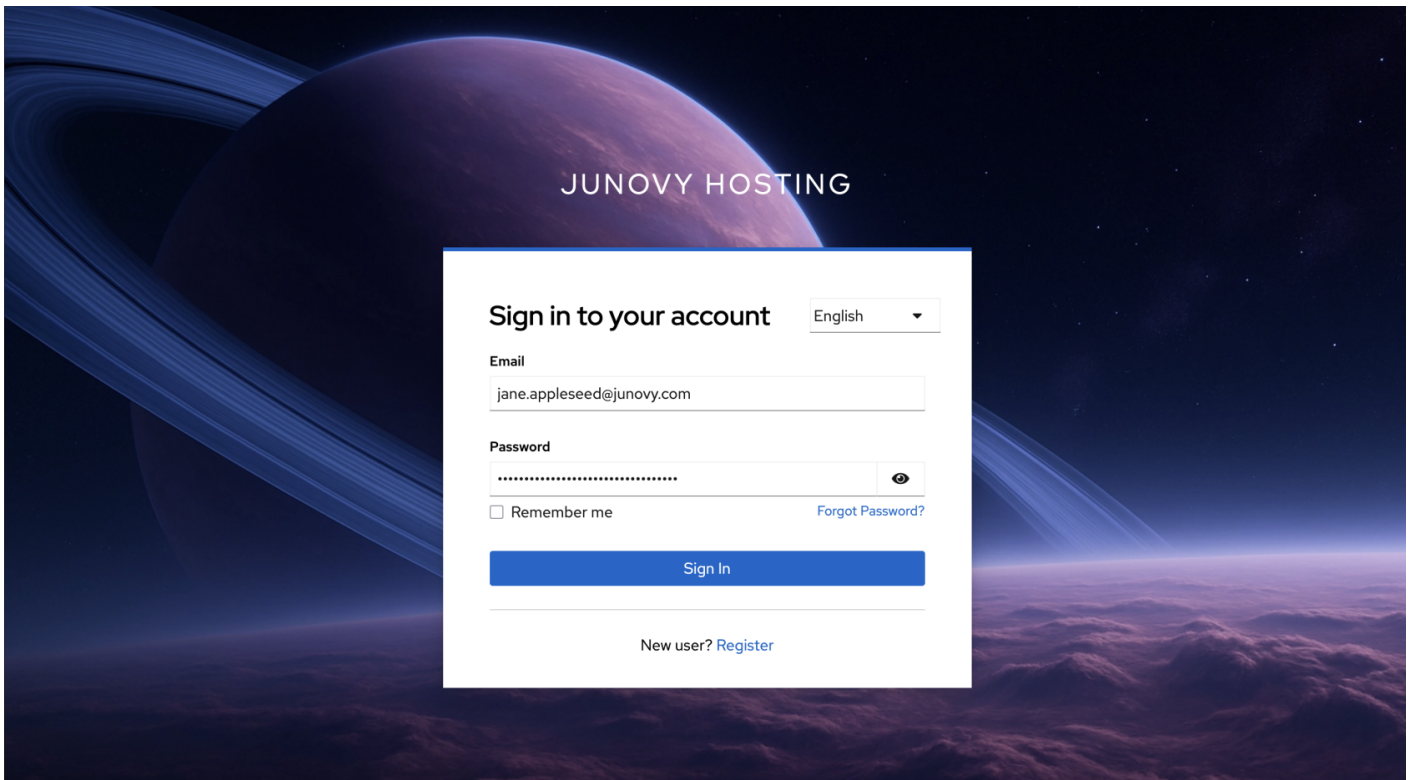 JUNOVY HOSTING
Sign in to your account
English
Email
jane.appleseed@junovy.com
Password
••••••••••••••••••••••••••••••••••
Remember me
Forgot Password?
Sign In
New user? Register